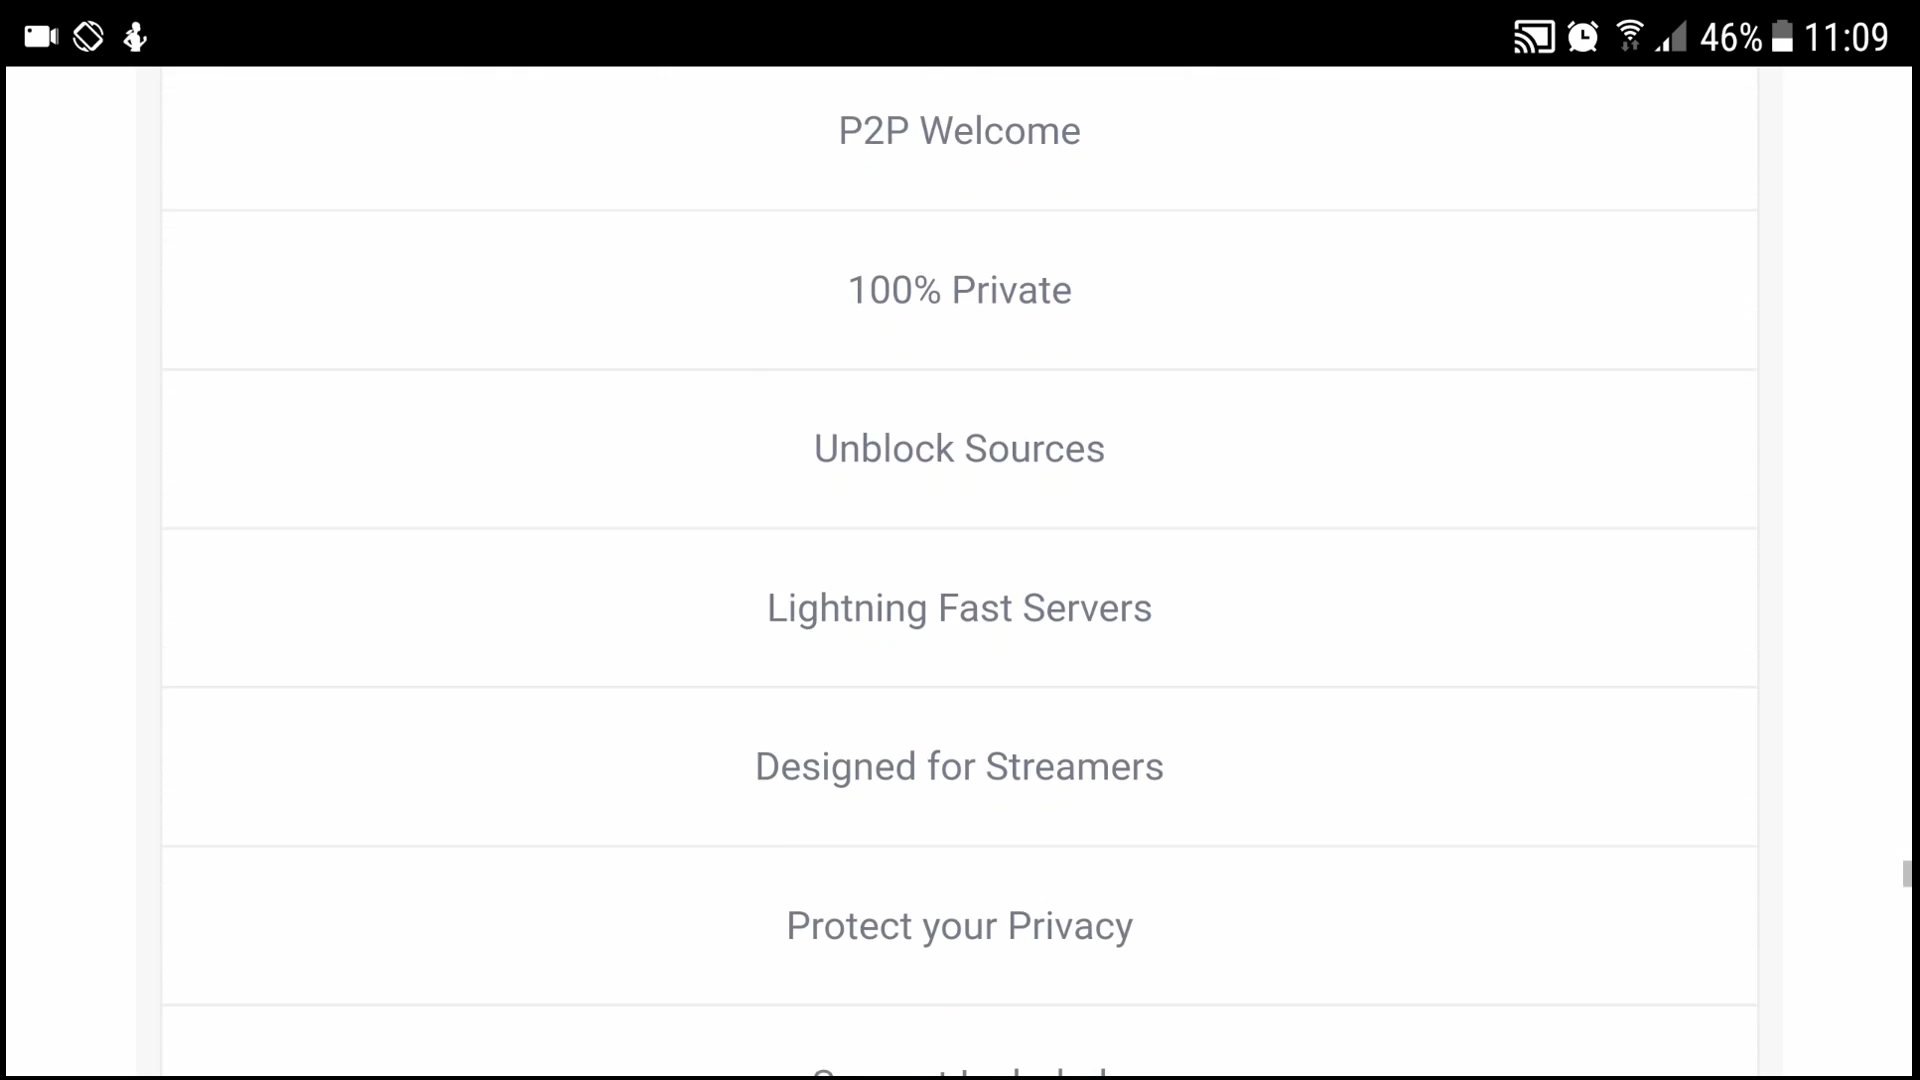 46% 11:09
P2P Welcome
100% Private
Unblock Sources
Lightning Fast Servers
Designed for Streamers
Protect your Privacy